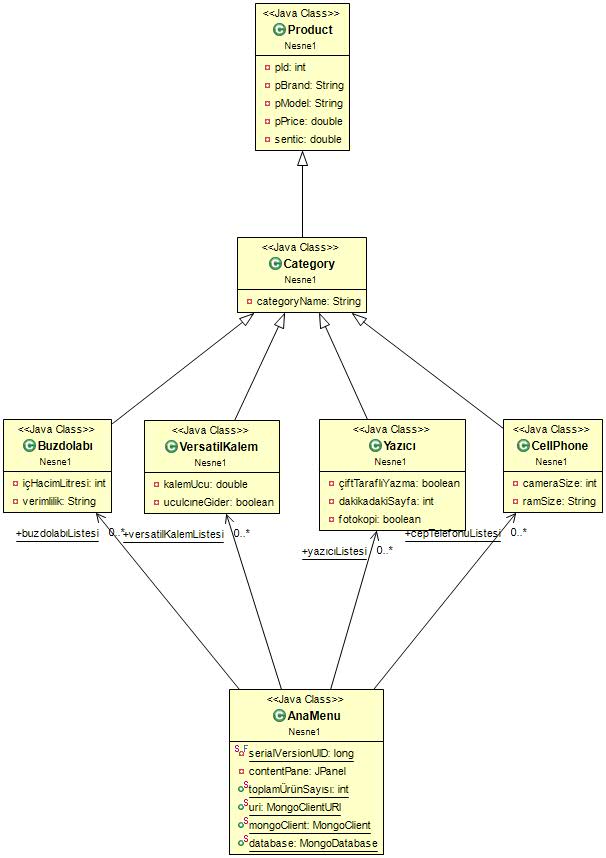 <<Java Class>>
Product
Nesne1
pId: int
pBrand: String
pModel: String
pPrice: double
sentic: double
<<Java Class>>
Category
Nesne1
categoryName: String
<<Java Class>>
Buzdolabı
Nesne1
içHacimLitresi: int
verimlilik: String
<<Java Class>>
VersatilKalem
Nesne1
kalemUcu: double
ucuIcıneGider: boolean
<<Java Class>>
Yazıcı
Nesne1
çiftTaraflıYazma: boolean
dakikadakiSayfa: int
fotokopi: boolean
<<Java Class>>
CellPhone
Nesne1
cameraSize: int
ramSize: String
+buzdolabıListesi 0..*
+versatilKalemListesi 0..*
+yazıcıListesi 0..*
+cepTelefonuListesi 0..*
<<Java Class>>
AnaMenu
Nesne1
S F serialVersionUID: long
contentPane: JPanel
S toplamÜrünSayısı: int
S uri: MongoClientURI
S mongoClient: MongoClient
S database: MongoDatabase